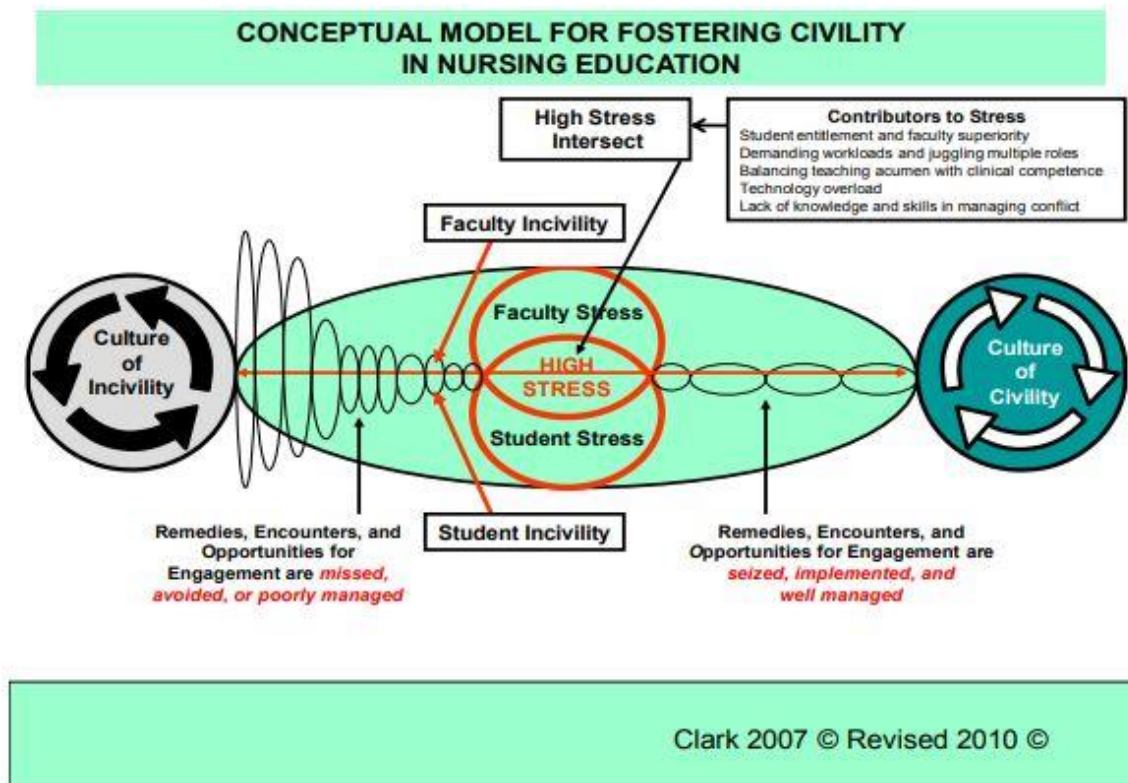 CONCEPTUAL MODEL FOR FOSTERING CIVILITY
IN NURSING EDUCATION
High Stress
Intersect
Contributors to Stress
Student entitlement and faculty superiority
Demanding workloads and juggling multiple roles
Balancing teaching acumen with clinical competence
Technology overload
Lack of knowledge and skills in managing conflict
Faculty Incivility
Culture
of
Incivility
Faculty Stress
HIGH
STRESS
Student Stress
Culture
of
Civility
Student Incivility
Remedies, Encounters, and
Opportunities for
Engagement are missed,
avoided, or poorly managed
Remedies, Encounters, and
Opportunities for Engagement are
seized, implemented, and
well managed
Clark 2007 © Revised 2010 ©